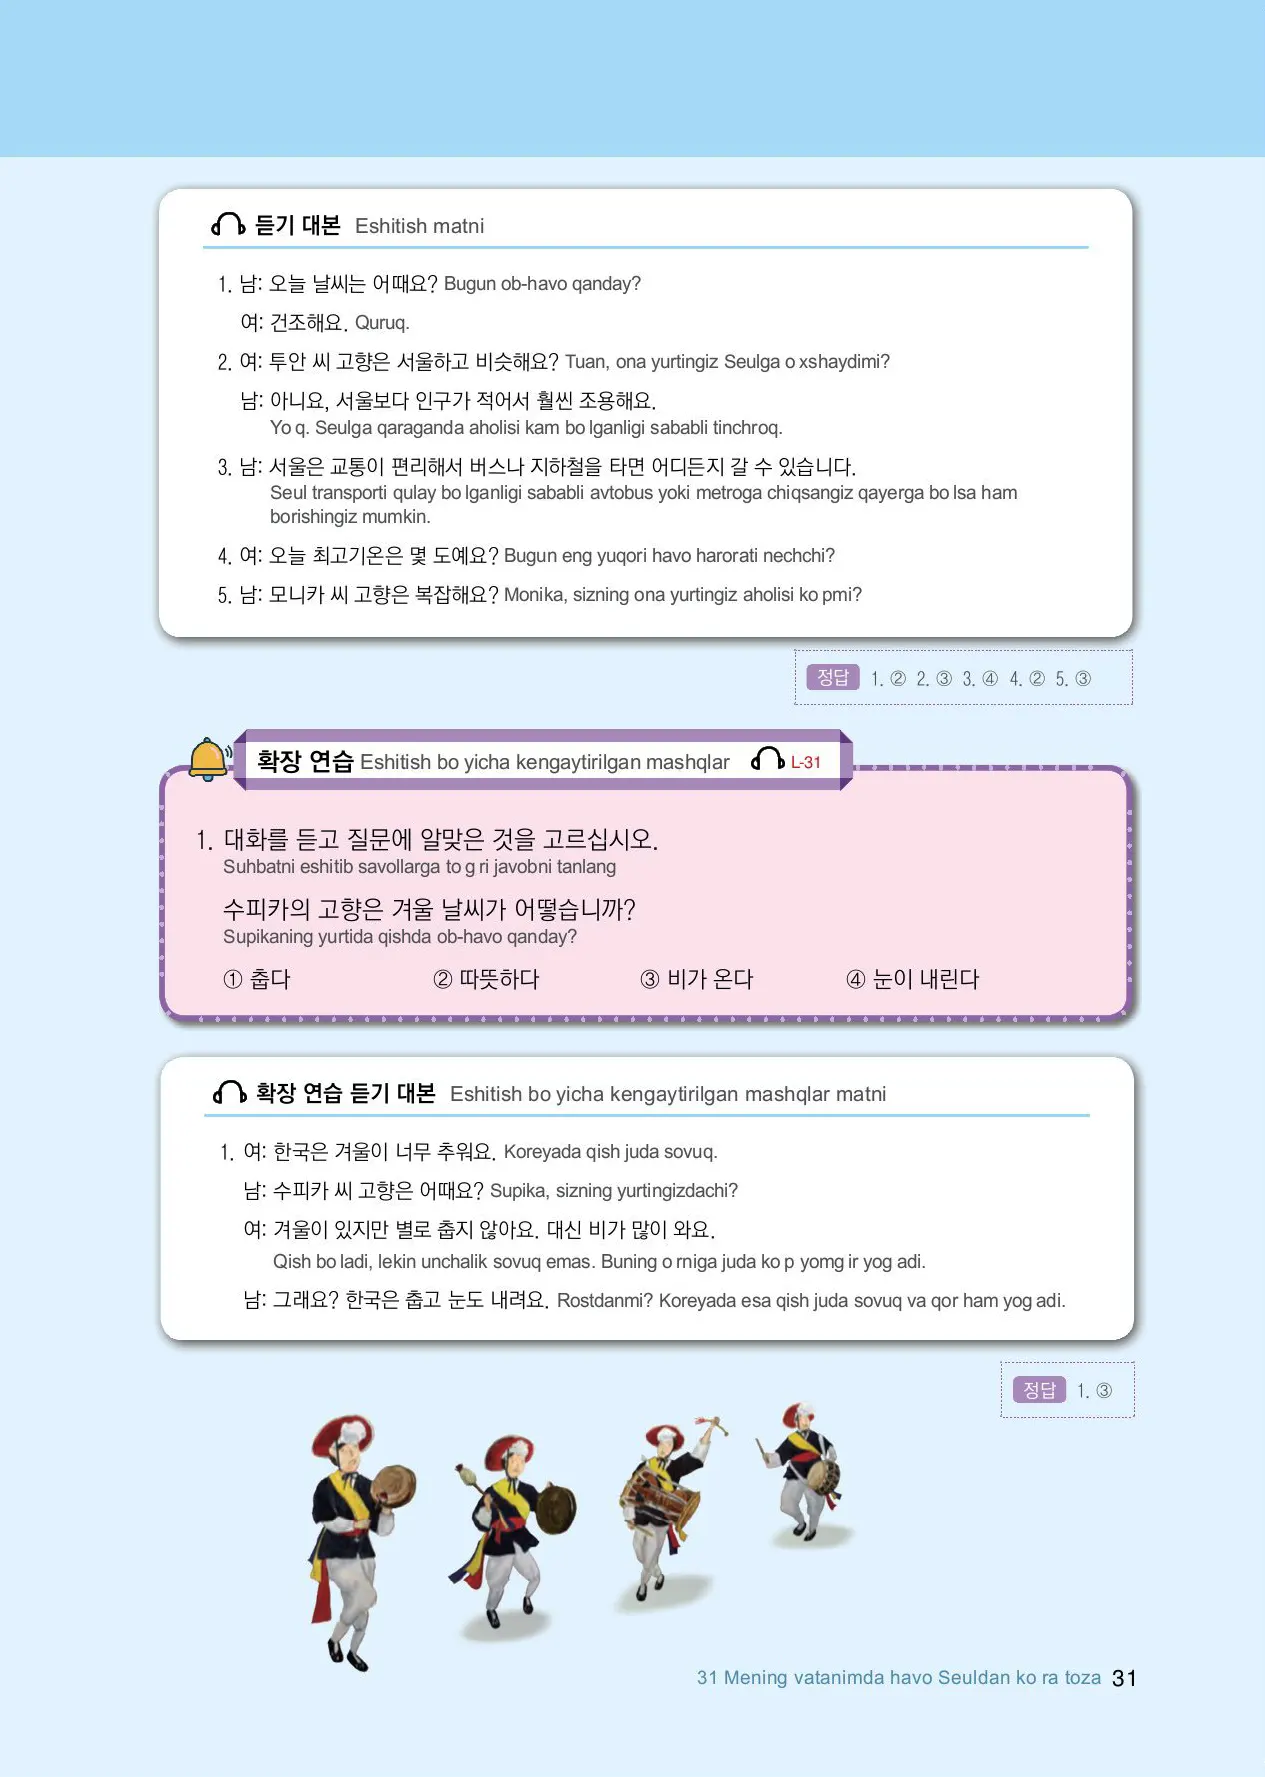 듣기 대본 Eshitish matni
1. 남: 오늘 날씨는 어때요? Bugun ob-havo qanday?
여: 건조해요. Quruq.
2. 여: 투안 씨 고향은 서울하고 비슷해요? Tuan, ona yurtingiz Seulga o xshaydimi?
남: 아니요, 서울보다 인구가 적어서 훨씬 조용해요.
Yo q. Seulga qaraganda aholisi kam bo lganligi sababli tinchroq.
3. 남: 서울은 교통이 편리해서 버스나 지하철을 타면 어디든지 갈 수 있습니다.
Seul transporti qulay bo lganligi sababli avtobus yoki metroga chiqsangiz qayerga bo lsa ham
borishingiz mumkin.
4. 여: 오늘 최고기온은 몇 도예요? Bugun eng yuqori havo harorati nechchi?
5. 남: 모니카 씨 고향은 복잡해요? Monika, sizning ona yurtingiz aholisi ko pmi?
정답 1. ② 2. ③ 3. ④ 4. ② 5. ③
확장 연습 Eshitish bo yicha kengaytirilgan mashqlar L-31
1. 대화를 듣고 질문에 알맞은 것을 고르십시오.
Suhbatni eshitib savollarga to g ri javobni tanlang
수피카의 고향은 겨울 날씨가 어떻습니까?
Supikaning yurtida qishda ob-havo qanday?
① 춥다 ② 따뜻하다 ③ 비가 온다 ④ 눈이 내린다
확장 연습 듣기 대본 Eshitish bo yicha kengaytirilgan mashqlar matni
1. 여: 한국은 겨울이 너무 추워요. Koreyada qish juda sovuq.
남: 수피카 씨 고향은 어때요? Supika, sizning yurtingizdachi?
여: 겨울이 있지만 별로 춥지 않아요. 대신 비가 많이 와요.
Qish bo ladi, lekin unchalik sovuq emas. Buning o rniga juda ko p yomg ir yog adi.
남: 그래요? 한국은 춥고 눈도 내려요. Rostdanmi? Koreyada esa qish juda sovuq va qor ham yog adi.
정답 1. ③
31 Mening vatanimda havo Seuldan ko ra toza 31